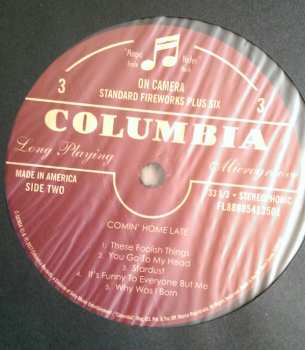 ON CAMERA
STANDARD FIREWORKS PLUS SIX
3 3
COLUMBIA
Long Playing Microgroove
MADE IN AMERICA
SIDE TWO
33 1/3 • STEREOPHONIC
COMIN' HOME LATE
1. These Foolish Things
2. You Go To My Head
3. Stardust
4. It's Funny To Everyone But Me
5. Why Was I Born